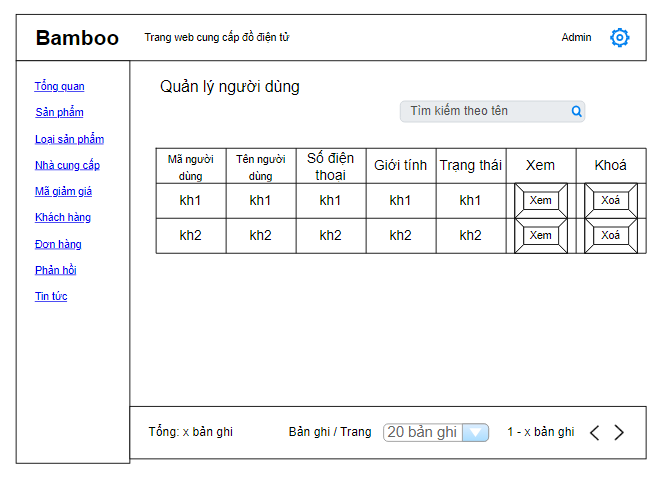 Bamboo
Trang web cung cấp đồ điện tử
Admin
Tổng quan
Sản phẩm
Loại sản phẩm
Nhà cung cấp
Mã giảm giá
Khách hàng
Đơn hàng
Phản hồi
Tin tức
Quản lý người dùng
Tìm kiếm theo tên
Mã người dùng Tên người dùng Số điện thoại Giới tính Trạng thái Xem Khoá
kh1 kh1 kh1 kh1 kh1 Xem Xoá
kh2 kh2 kh2 kh2 kh2 Xem Xoá
Tổng: x bản ghi Bản ghi / Trang 20 bản ghi 1 - x bản ghi